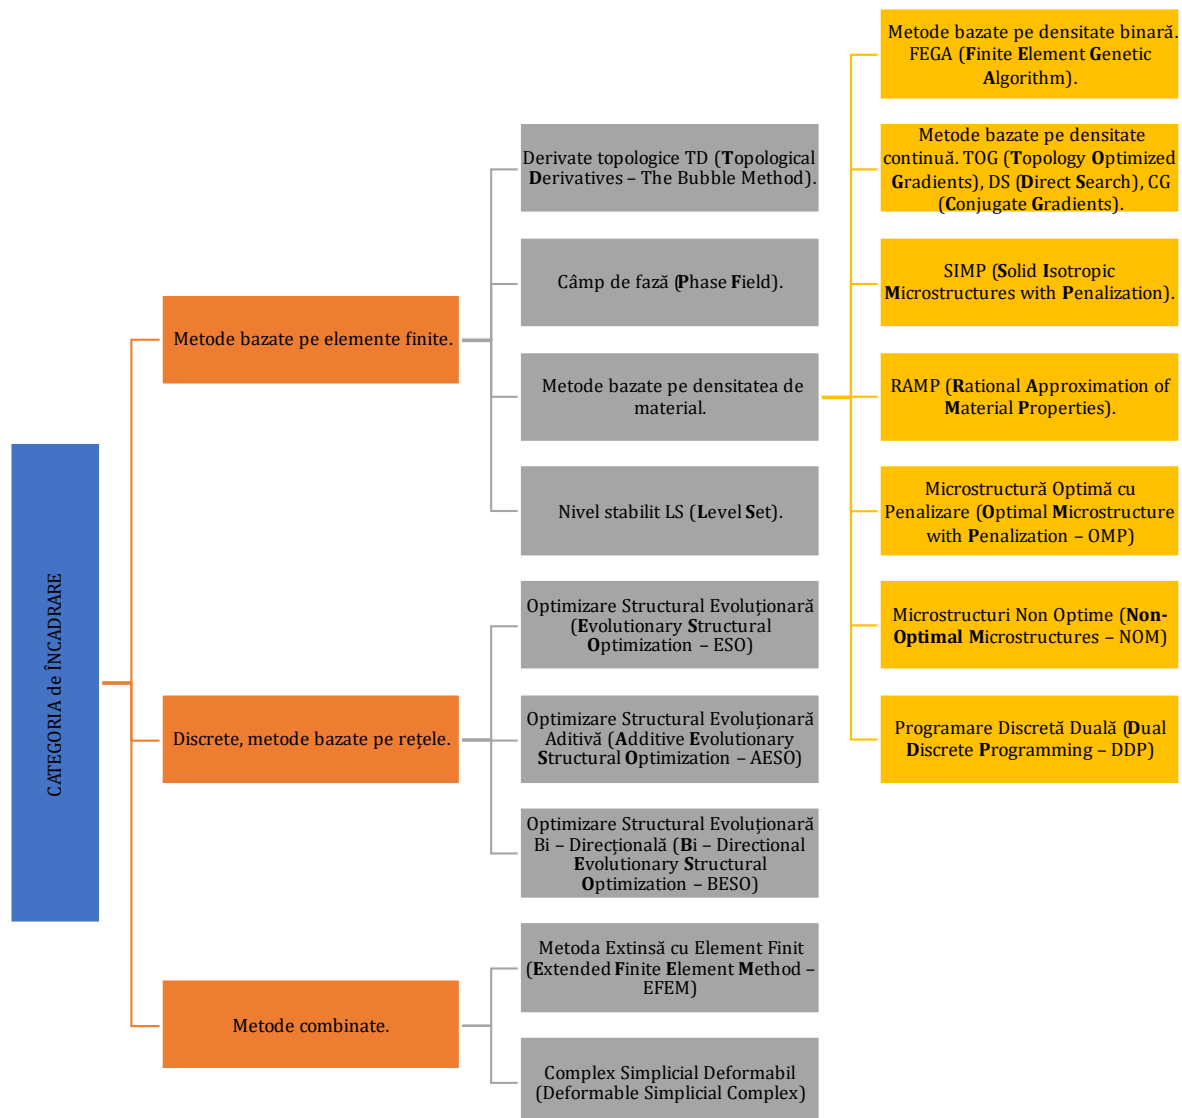 CATEGORIA de ÎNCADRARE
Metode bazate pe elemente finite.
Derivate topologice TD (Topological
Derivatives – The Bubble Method).
Câmp de fază (Phase Field).
Metode bazate pe densitatea de
material.
Metode bazate pe densitate binară.
FEGA (Finite Element Genetic
Algorithm).
Metode bazate pe densitate
continuă. TOG (Topology Optimized
Gradients), DS (Direct Search), CG
(Conjugate Gradients).
SIMP (Solid Isotropic
Microstructures with Penalization).
RAMP (Rational Approximation of
Material Properties).
Microstructură Optimă cu
Penalizare (Optimal Microstructure
with Penalization – OMP)
Microstructuri Non Optime (Non-
Optimal Microstructures – NOM)
Programare Discretă Duală (Dual
Discrete Programming – DDP)
Nivel stabilit LS (Level Set).
Discrete, metode bazate pe rețele.
Optimizare Structural Evoluționară
(Evolutionary Structural
Optimization – ESO)
Optimizare Structural Evoluționară
Aditivă (Additive Evolutionary
Structural Optimization – AESO)
Optimizare Structural Evoluționară
Bi – Direcțională (Bi – Directional
Evolutionary Structural
Optimization – BESO)
Metode combinate.
Metoda Extinsă cu Element Finit
(Extended Finite Element Method –
EFEM)
Complex Simplicial Deformabil
(Deformable Simplicial Complex)